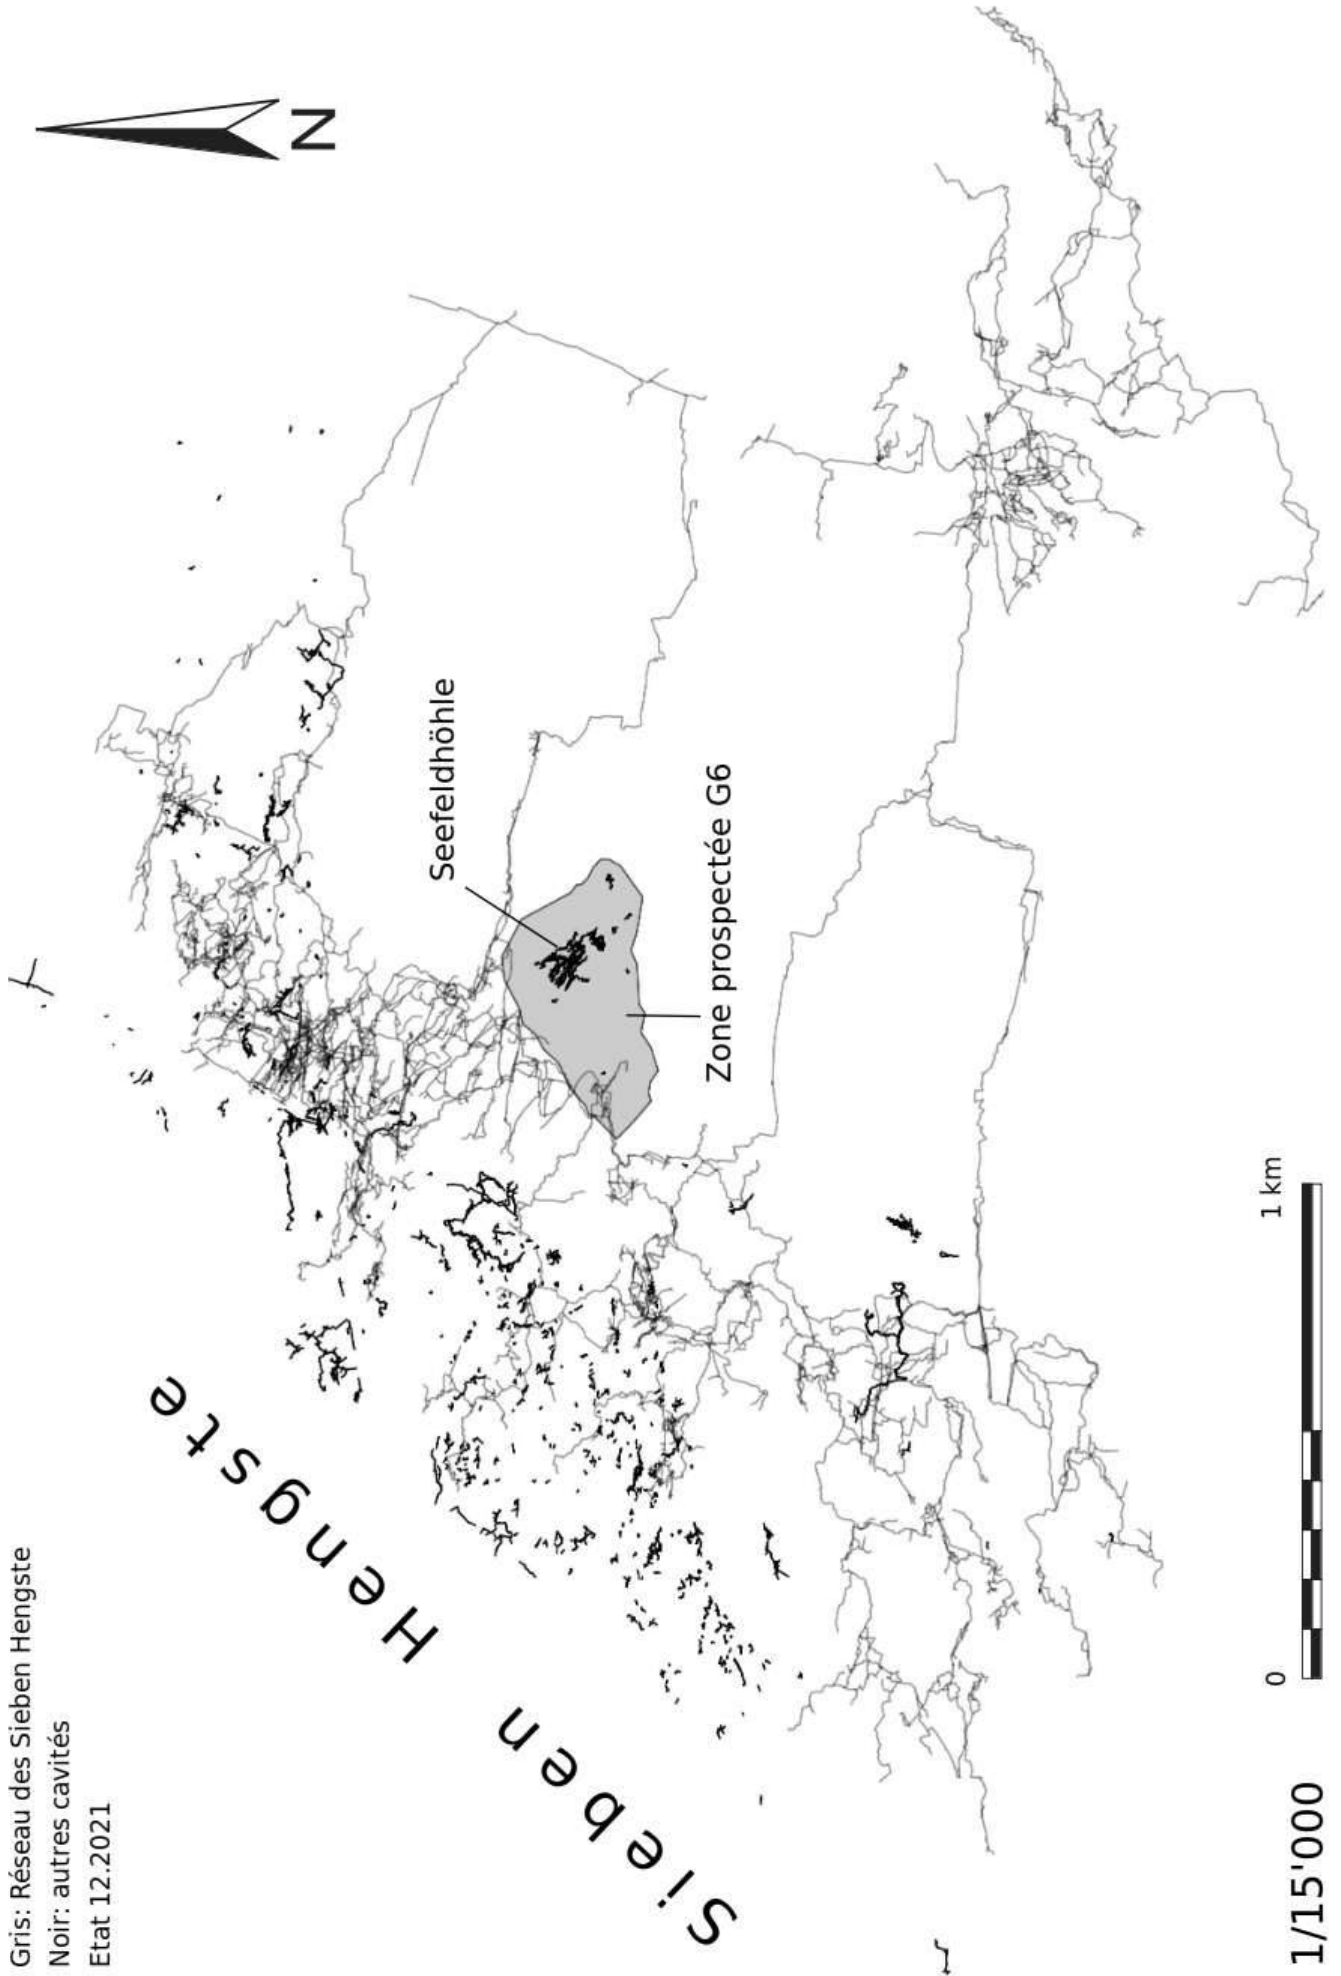 Gris: Réseau des Sieben Hengste
Noir: autres cavités
Etat 12.2021
Sieben Hengste
N
Seefeldhöhle
Zone prospectée G6
1/15'000
0
1 km